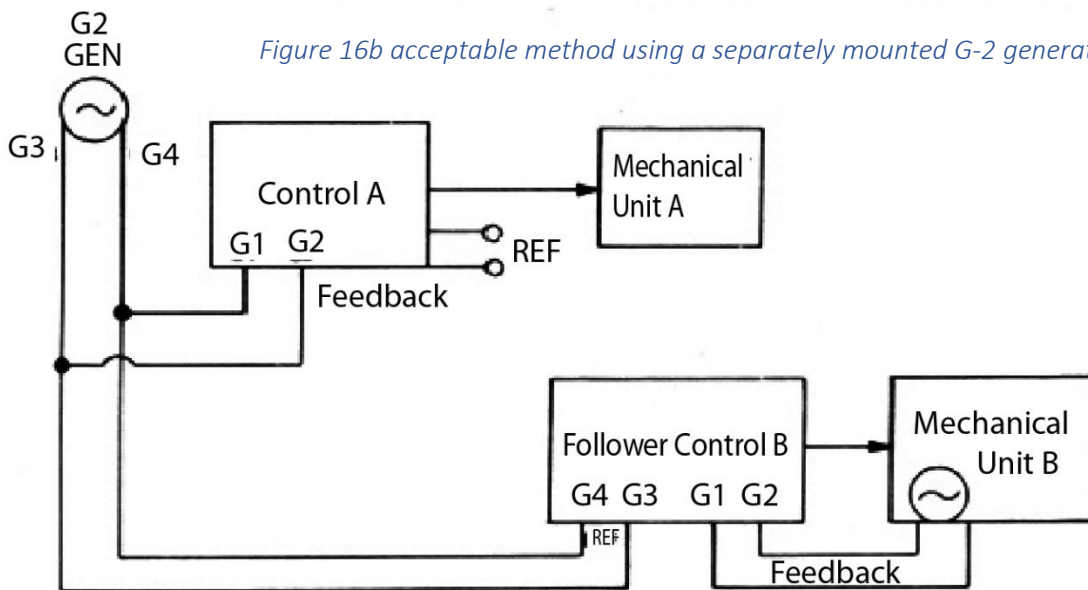 G2
GEN
Figure 16b acceptable method using a separately mounted G-2 generat
G3
G4
Control A
G1 G2
Feedback
REF
Mechanical
Unit A
Follower Control B
G4 G3 G1 G2
REF
Mechanical
Unit B
Feedback